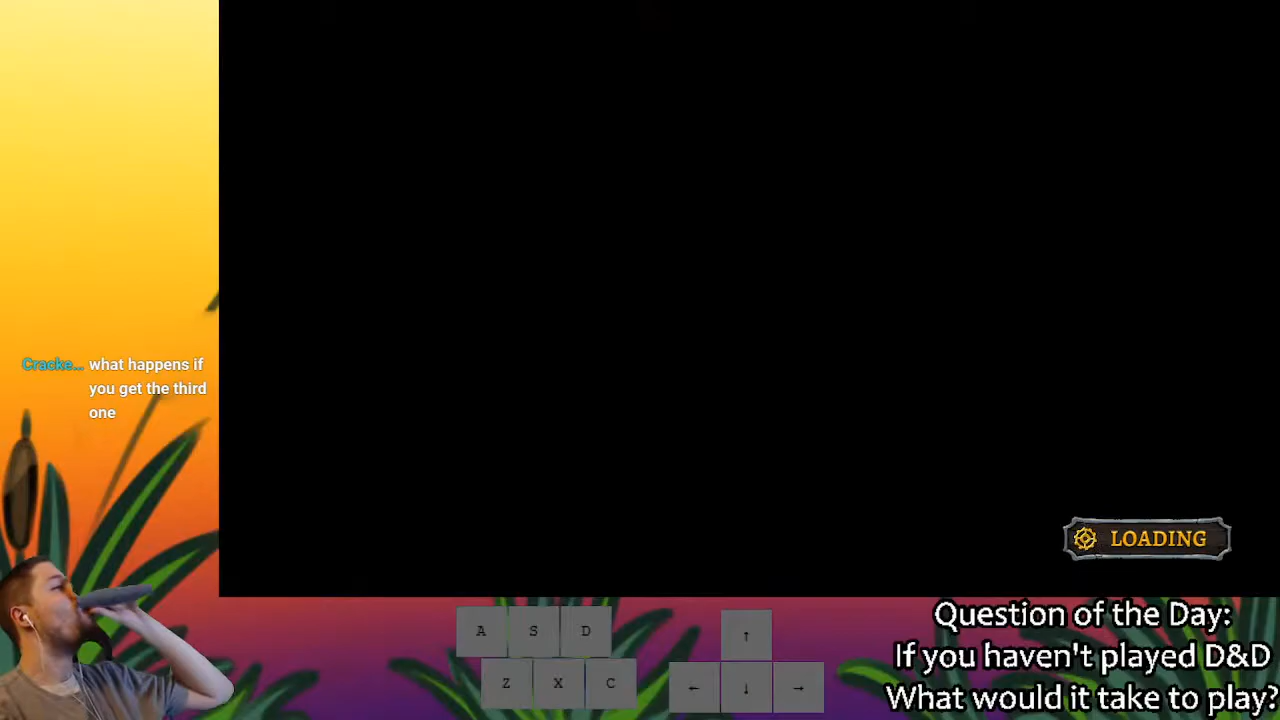 Cracke... what happens if
you get the third
one
LOADING
A S D ↑
Z X C ← ↓ →
Question of the Day:
If you haven't played D&D
What would it take to play?